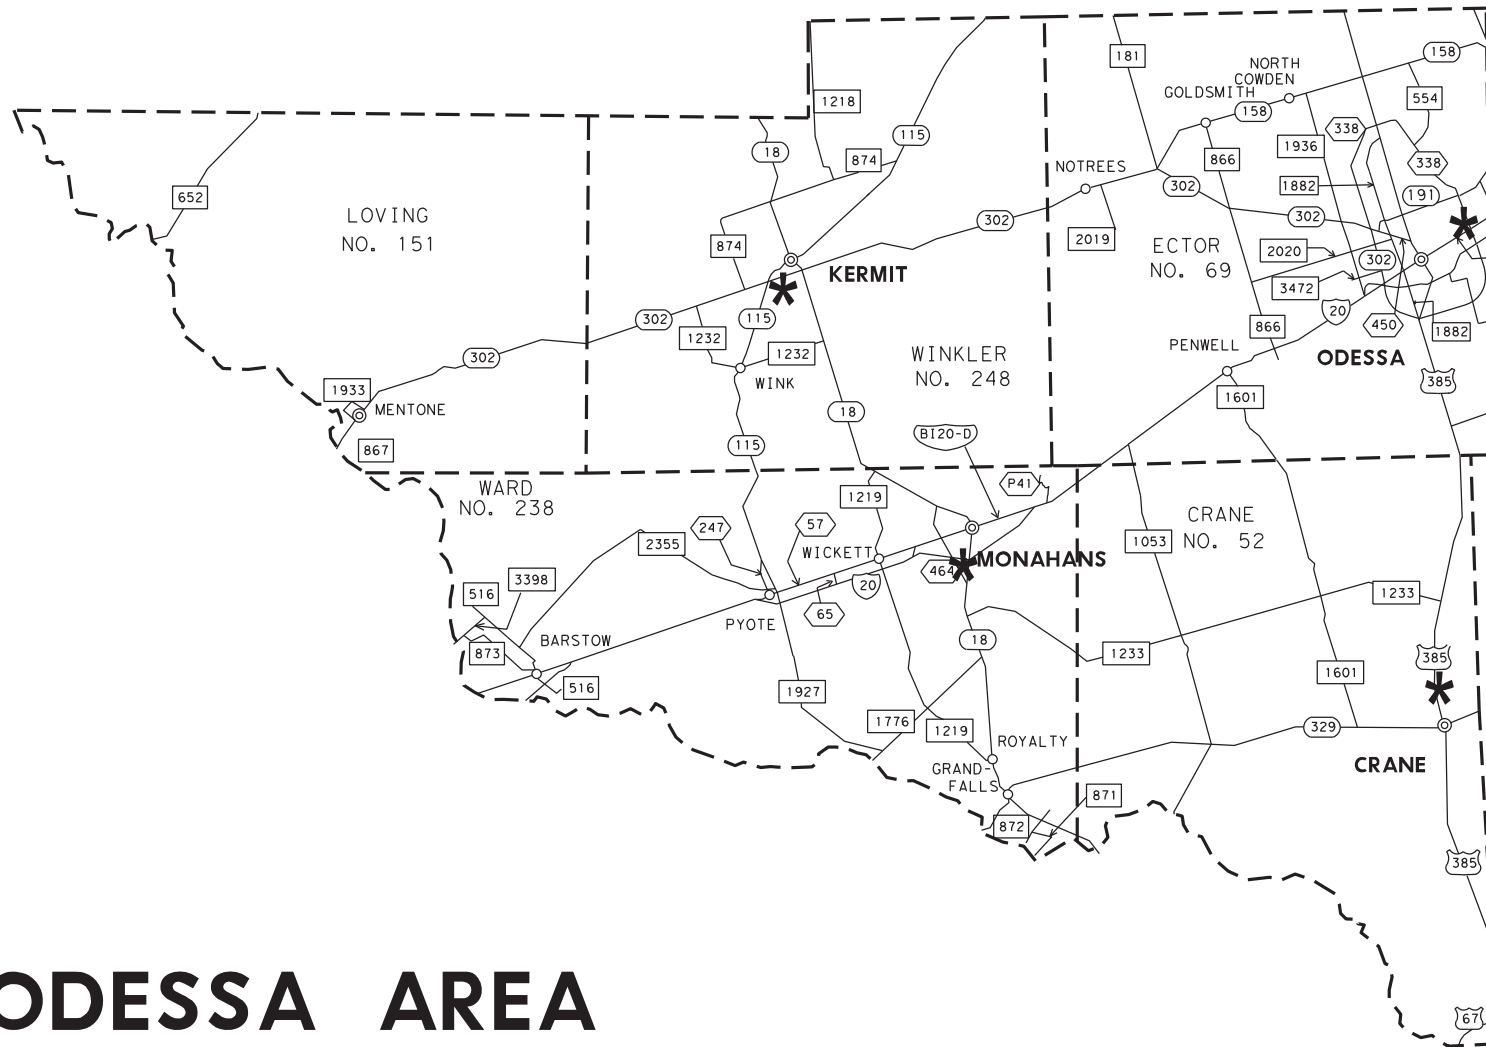 158
NORTH
COWDEN
181
GOLDSMITH
554
1218
158
338
115
1936
18
874
866
338
NOTREES
652
302
1882
191
LOVING
NO. 151
302
302
874
2019
ECTOR
NO. 69
2020
302
KERMIT
3472
20
302
115
866
450
1882
1232
PENWELL
1232
WINKLER
NO. 248
ODESSA
302
WINK
385
1933
MENTONE
18
1601
BI20-D
867
115
WARD
NO. 238
1219
P41
CRANE
NO. 52
247
57
2355
WICKETT
1053
MONAHANS
464
3398
20
516
65
1233
PYOTE
BARSTOW
18
873
1233
385
516
1927
1601
1776
1219
329
ROYALTY
GRAND-
FALLS
CRANE
871
872
385
ODESSA AREA
67